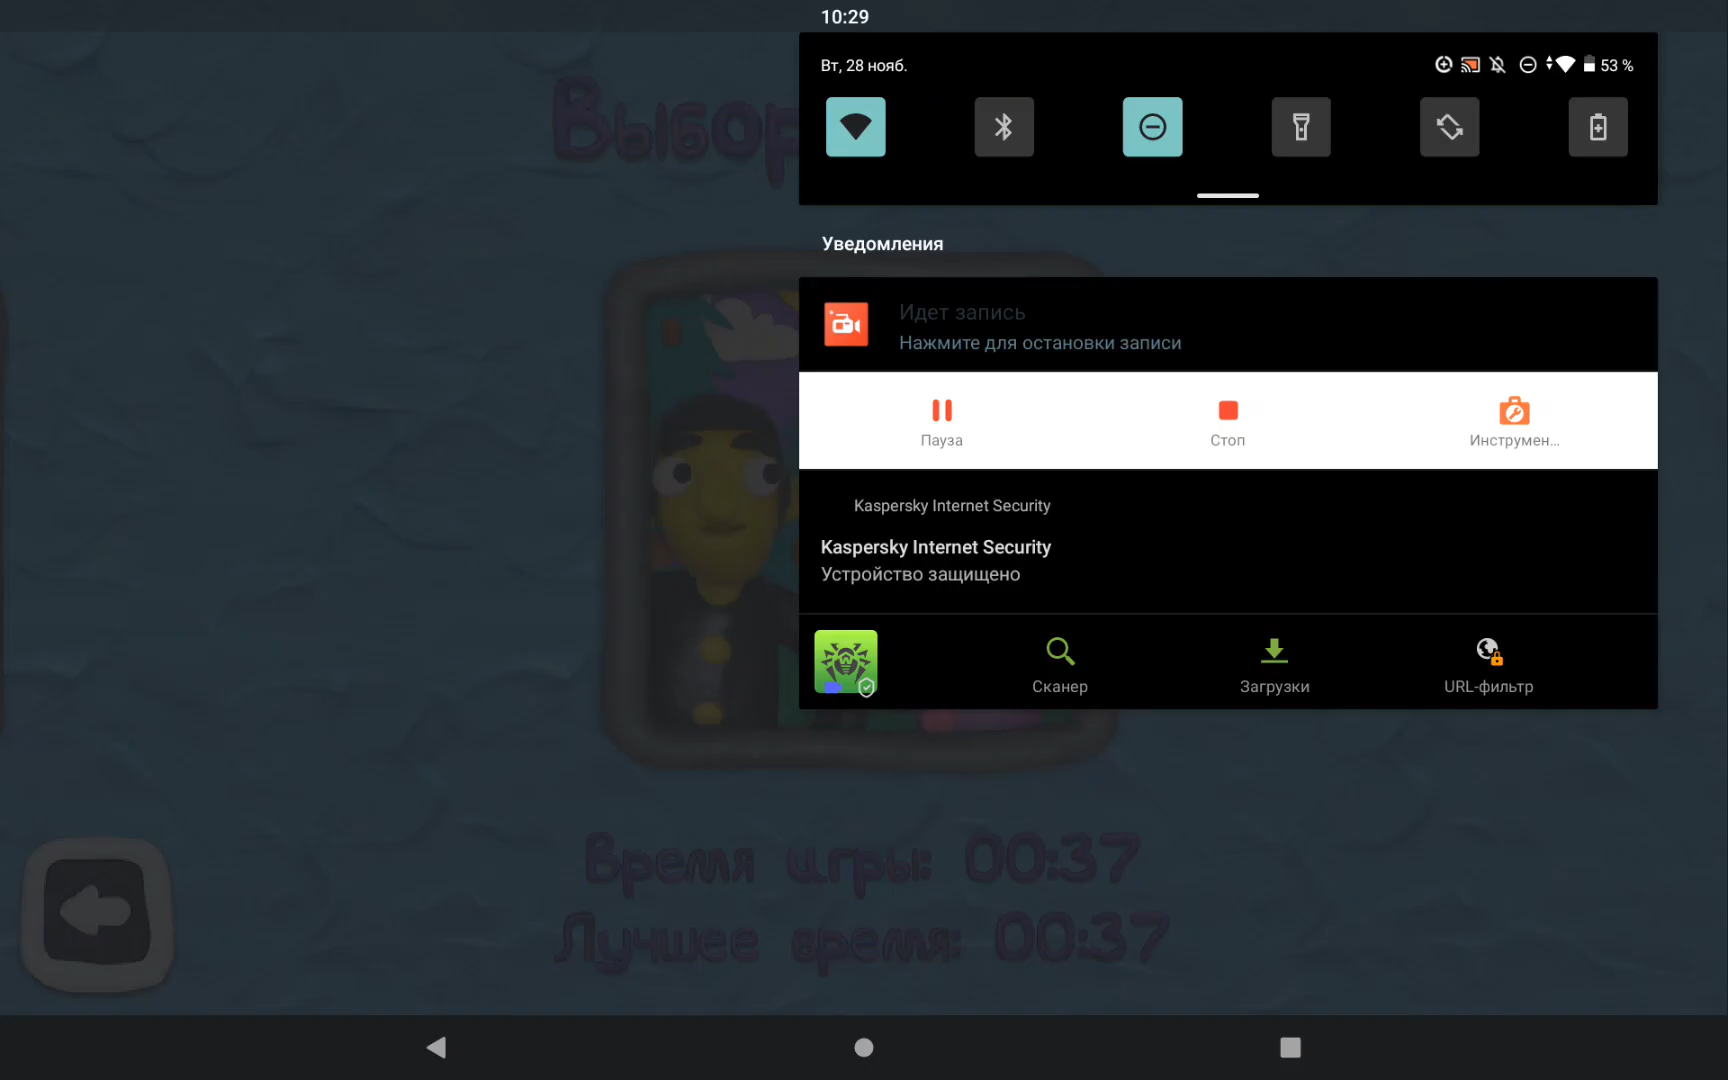 10:29
Вт, 28 нояб.
53 %
Выбор
Уведомления
Идет запись
Нажмите для остановки записи
Пауза
Стоп
Инструмен...
Kaspersky Internet Security
Kaspersky Internet Security
Устройство защищено
Сканер
Загрузки
URL-фильтр
Время игры: 00:37
Лучшее время: 00:37